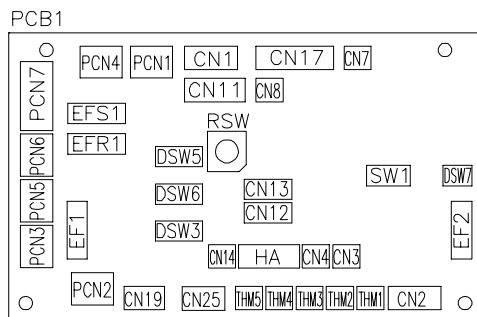 PCB1
PCN4 PCN1 CN1 CN17 CN7
PCN7
CN11 CN8
EFS1
RSW
EFR1
PCN6
DSW5
SW1 DSW7
PCN5
DSW6 CN13
CN12
PCN3 EF1 EF2
DSW3
CN14 HA CN4 CN3
PCN2 CN19 CN25 THM5 THM4 THM3 THM2 THM1 CN2